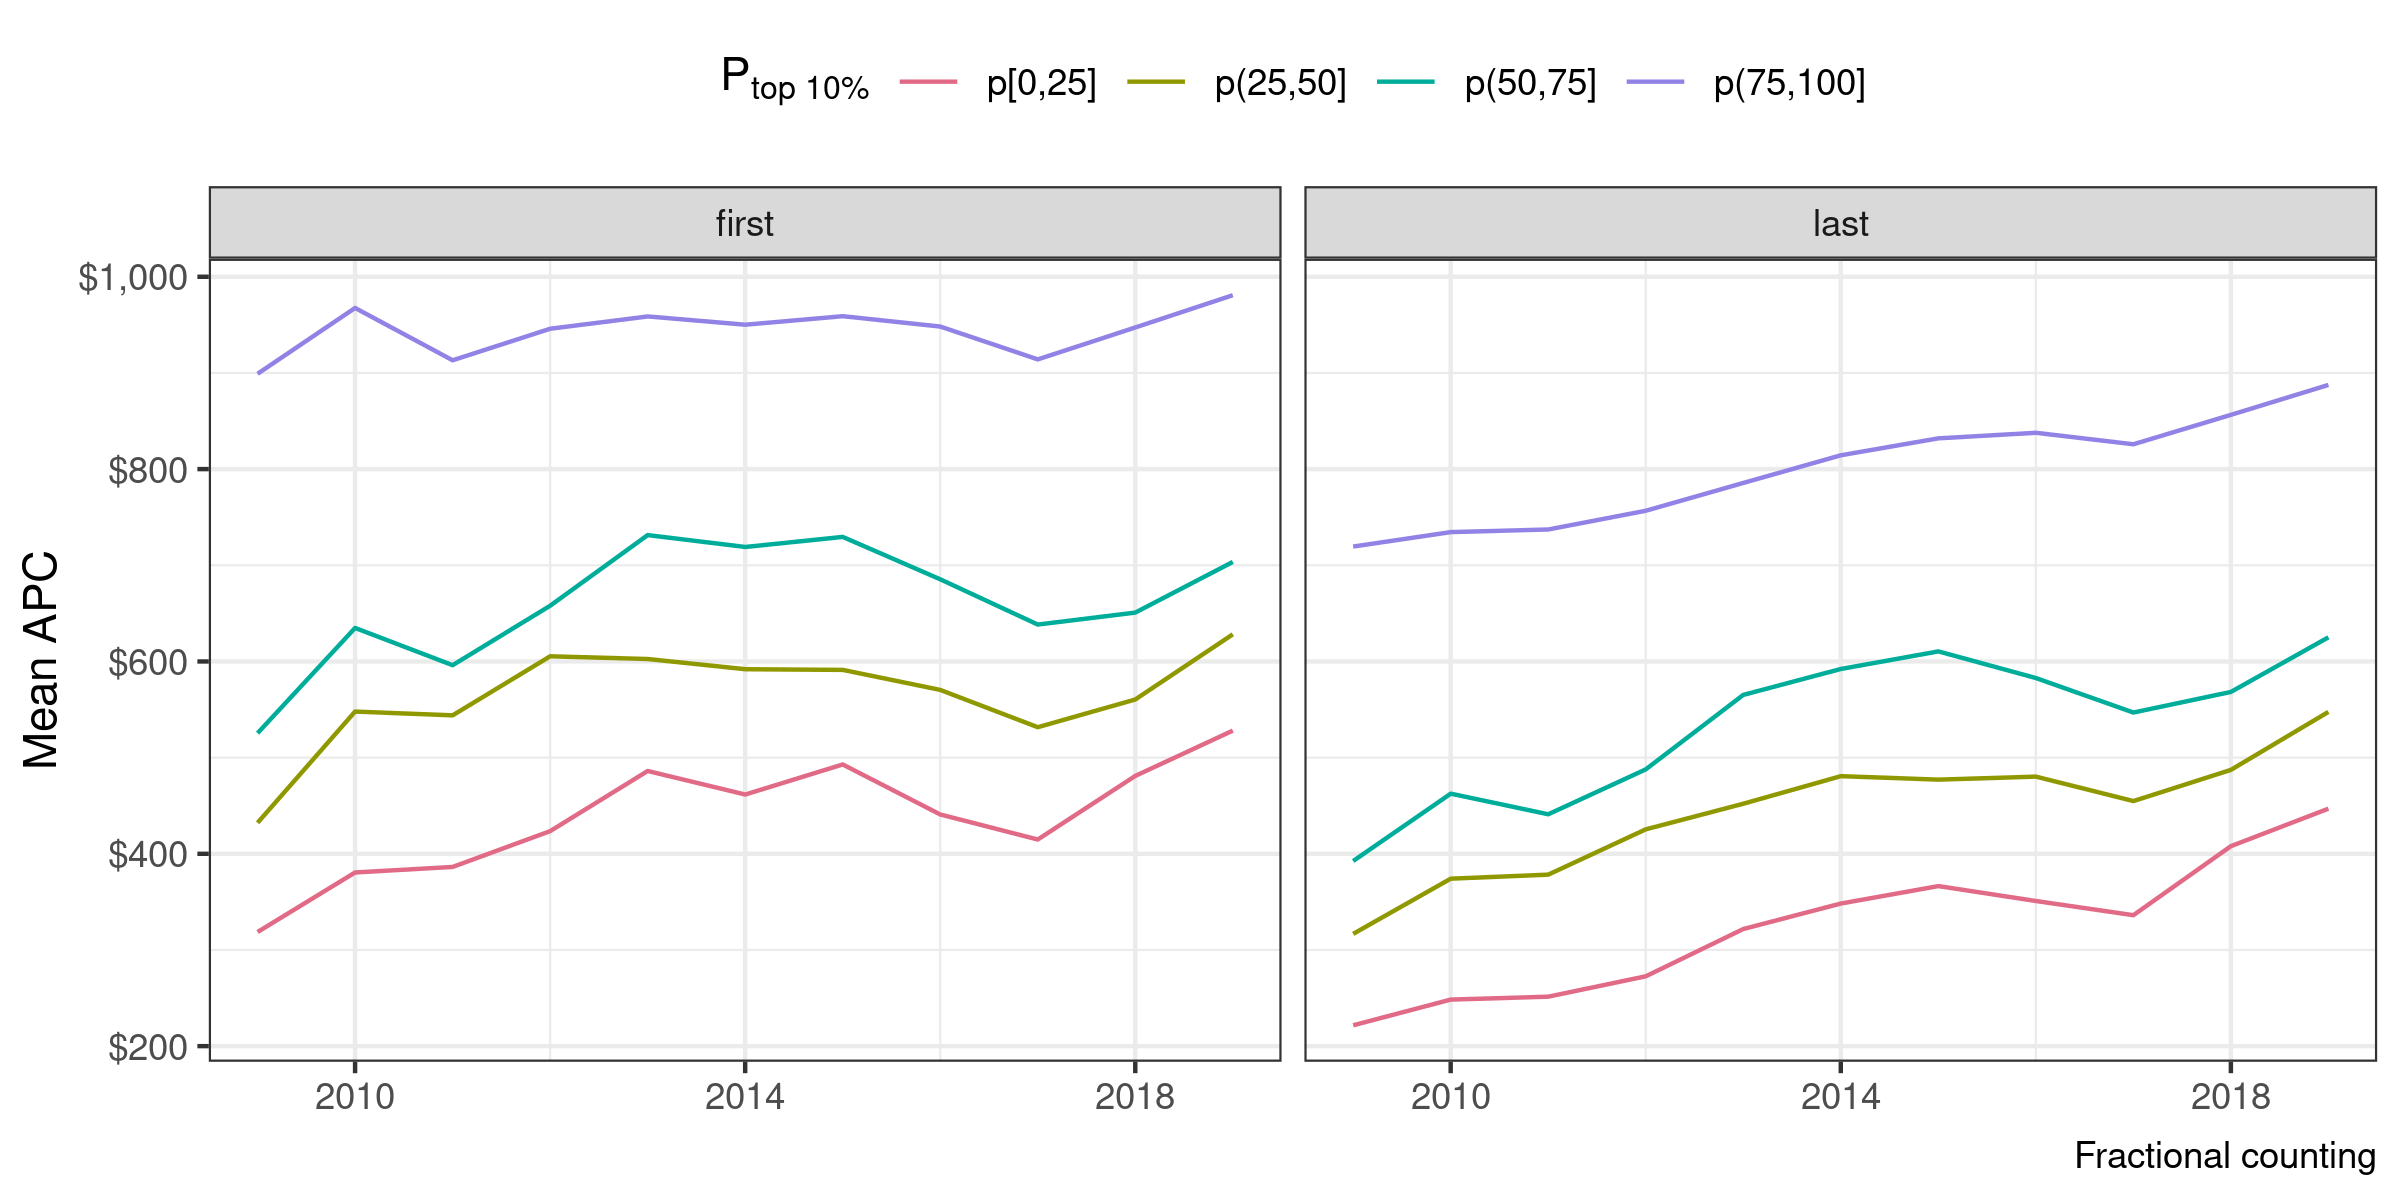 P top 10% p[0,25] p(25,50] p(50,75] p(75,100]
first last
$1,000
$800
$600
$400
$200
Mean APC
2010 2014 2018 2010 2014 2018
Fractional counting